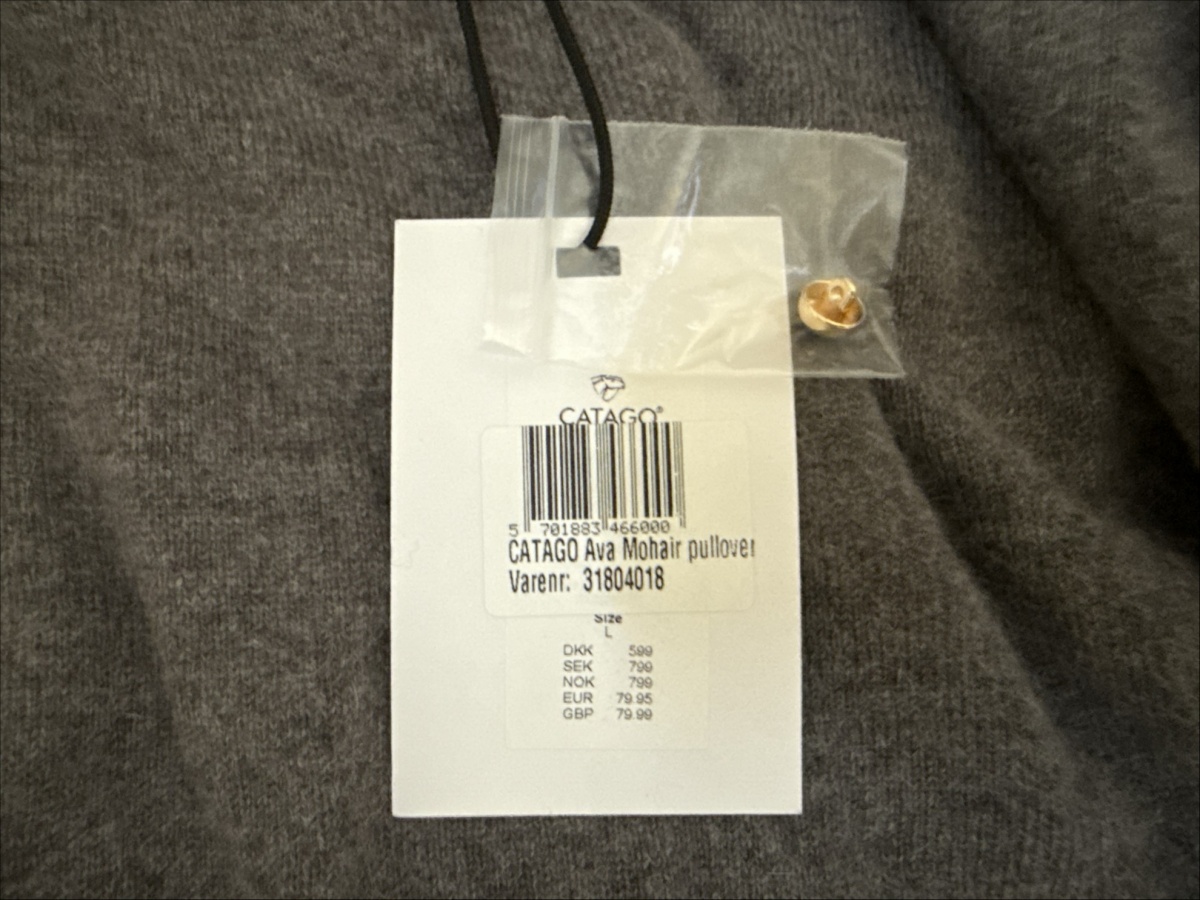 CATAGO®
5 701883 466000
CATAGO Ava Mohair pullover
Varenr: 31804018
Size
L
DKK 599
SEK 799
NOK 799
EUR 79.95
GBP 79.99